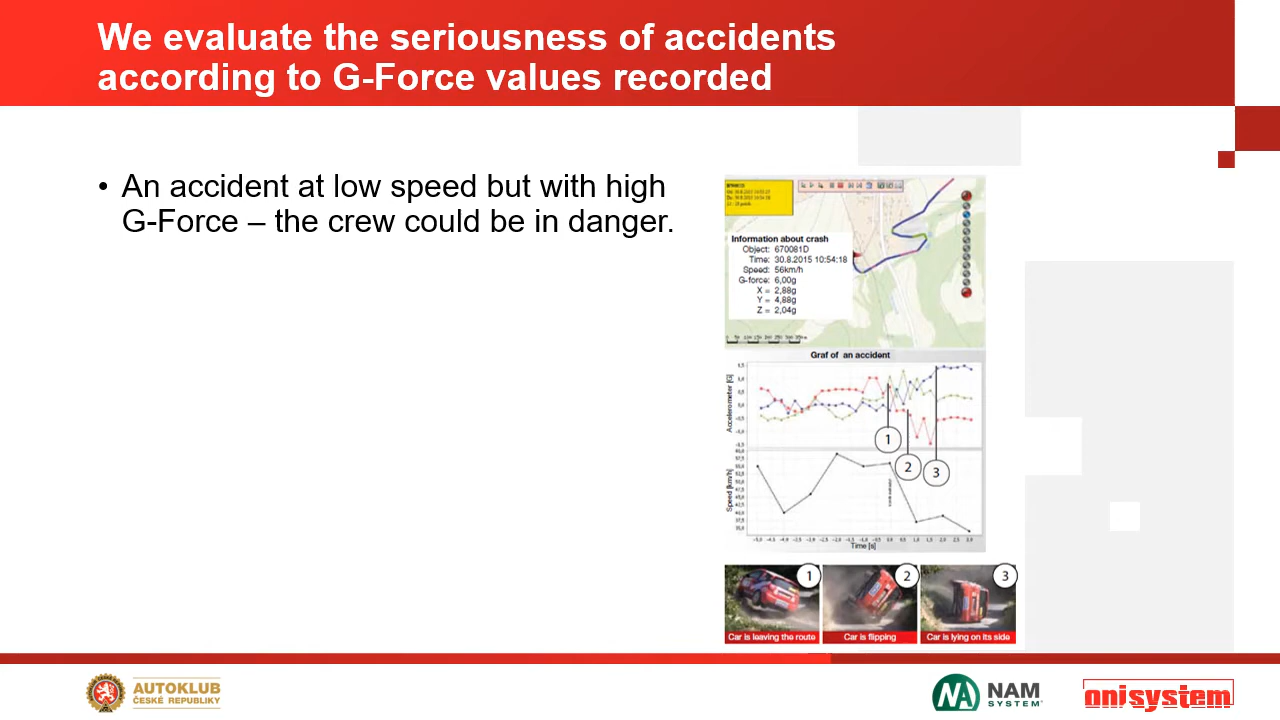 We evaluate the seriousness of accidents
according to G-Force values recorded
• An accident at low speed but with high
G-Force – the crew could be in danger.
Information about crash
Object: 670081D
Time: 30.8.2015 10:54:18
Speed: 56km/h
G-force: 6,00g
X = 2,88g
Y = 4,88g
Z = 2,04g
Graf of an accident
Accelerometer [G]
1
2
3
Speed [km/h]
Time [s]
1
2
3
Car is leaving the route
Car is flipping
Car is lying on its side
AUTOKLUB
ČESKÉ REPUBLIKY
NAM
SYSTEM
onisystem